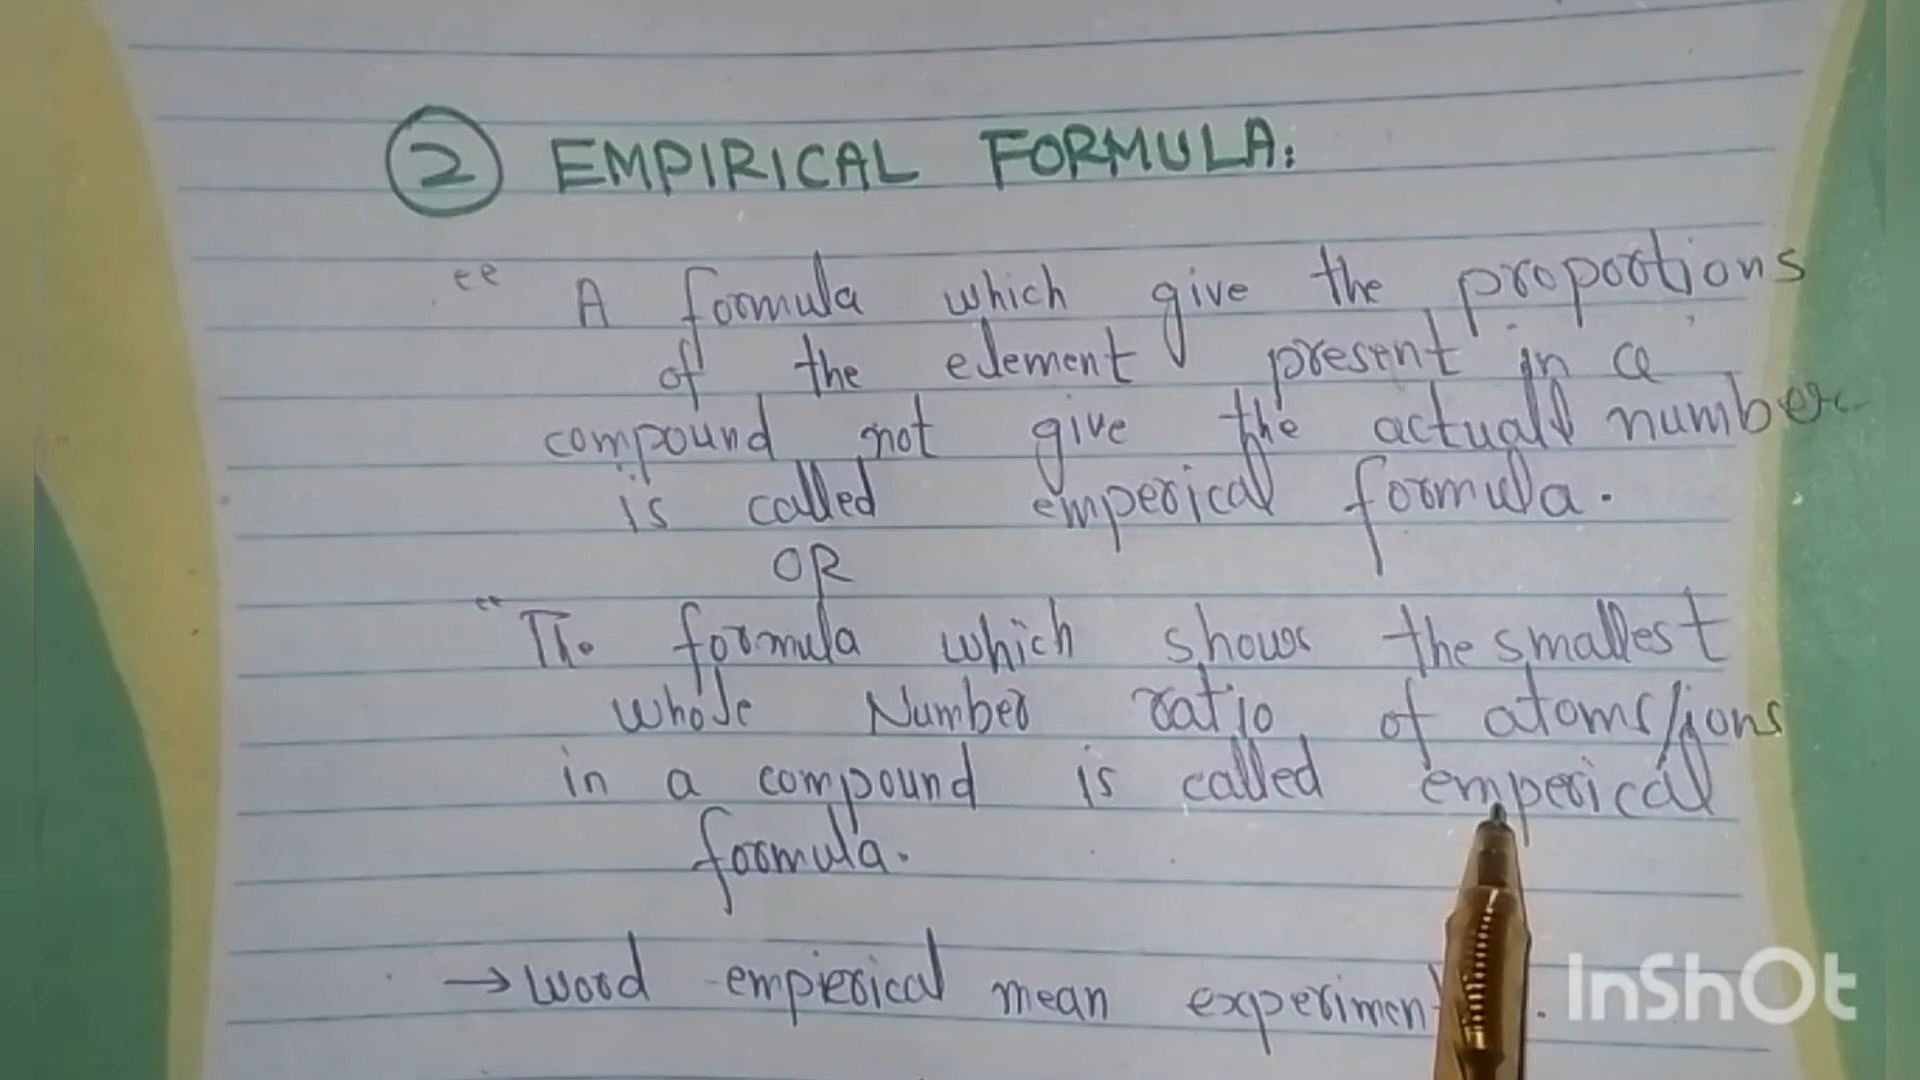 2 EMPIRICAL FORMULA:
“ A formula which give the proportions
of the element present in a
compound not give the actuall number
is called emperical formula.
OR
“ The formula which shows the smallest
whole Number ratio of atoms/ions
in a compound is called emperical
formula.
→ word empierical mean experiment
InShOt